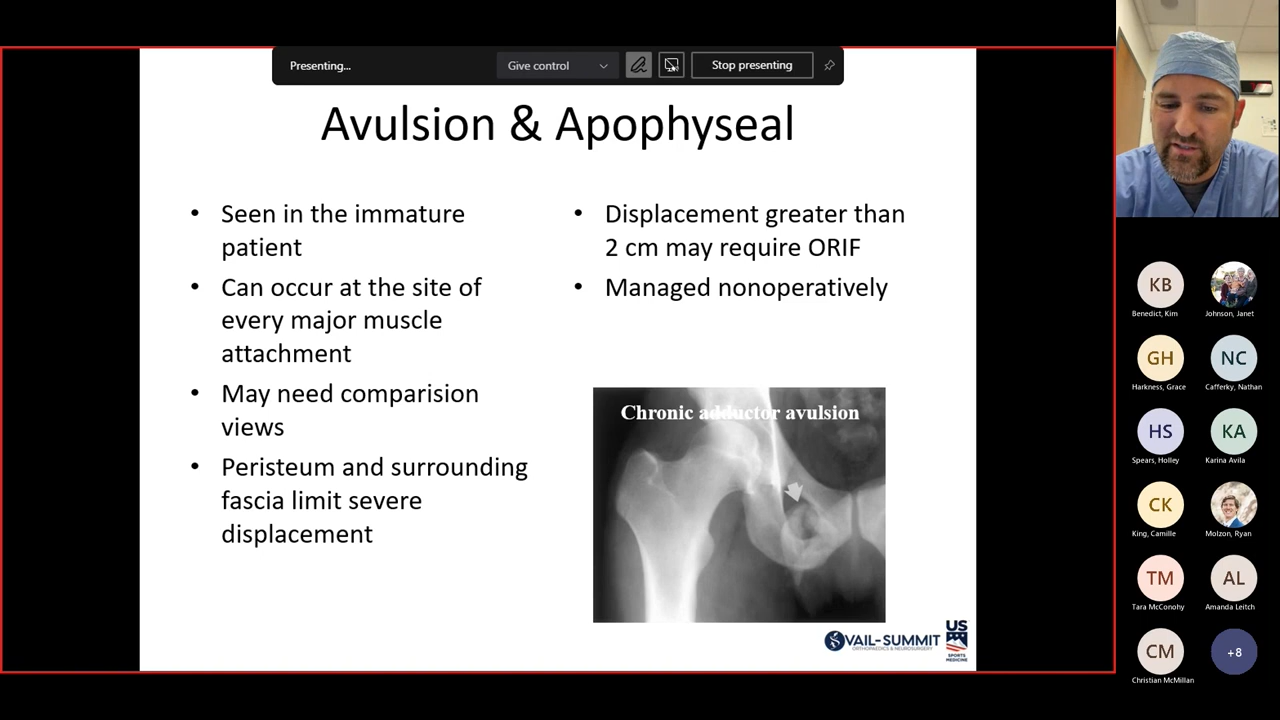 Presenting...
Give control
Stop presenting
Avulsion & Apophyseal
• Seen in the immature
patient
• Can occur at the site of
every major muscle
attachment
• May need comparision
views
• Peristeum and surrounding
fascia limit severe
displacement
• Displacement greater than
2 cm may require ORIF
• Managed nonoperatively
Chronic adductor avulsion
VAIL-SUMMIT
ORTHOPAEDICS & NEUROSURGERY
US
SPORTS
MEDICINE
KB
Benedict, Kim
Johnson, Janet
GH
Harkness, Grace
NC
Cafferky, Nathan
HS
Spears, Holley
KA
Karina Avila
CK
King, Camille
Molzon, Ryan
TM
Tara McConohy
AL
Amanda Leitch
CM
Christian McMillan
+8